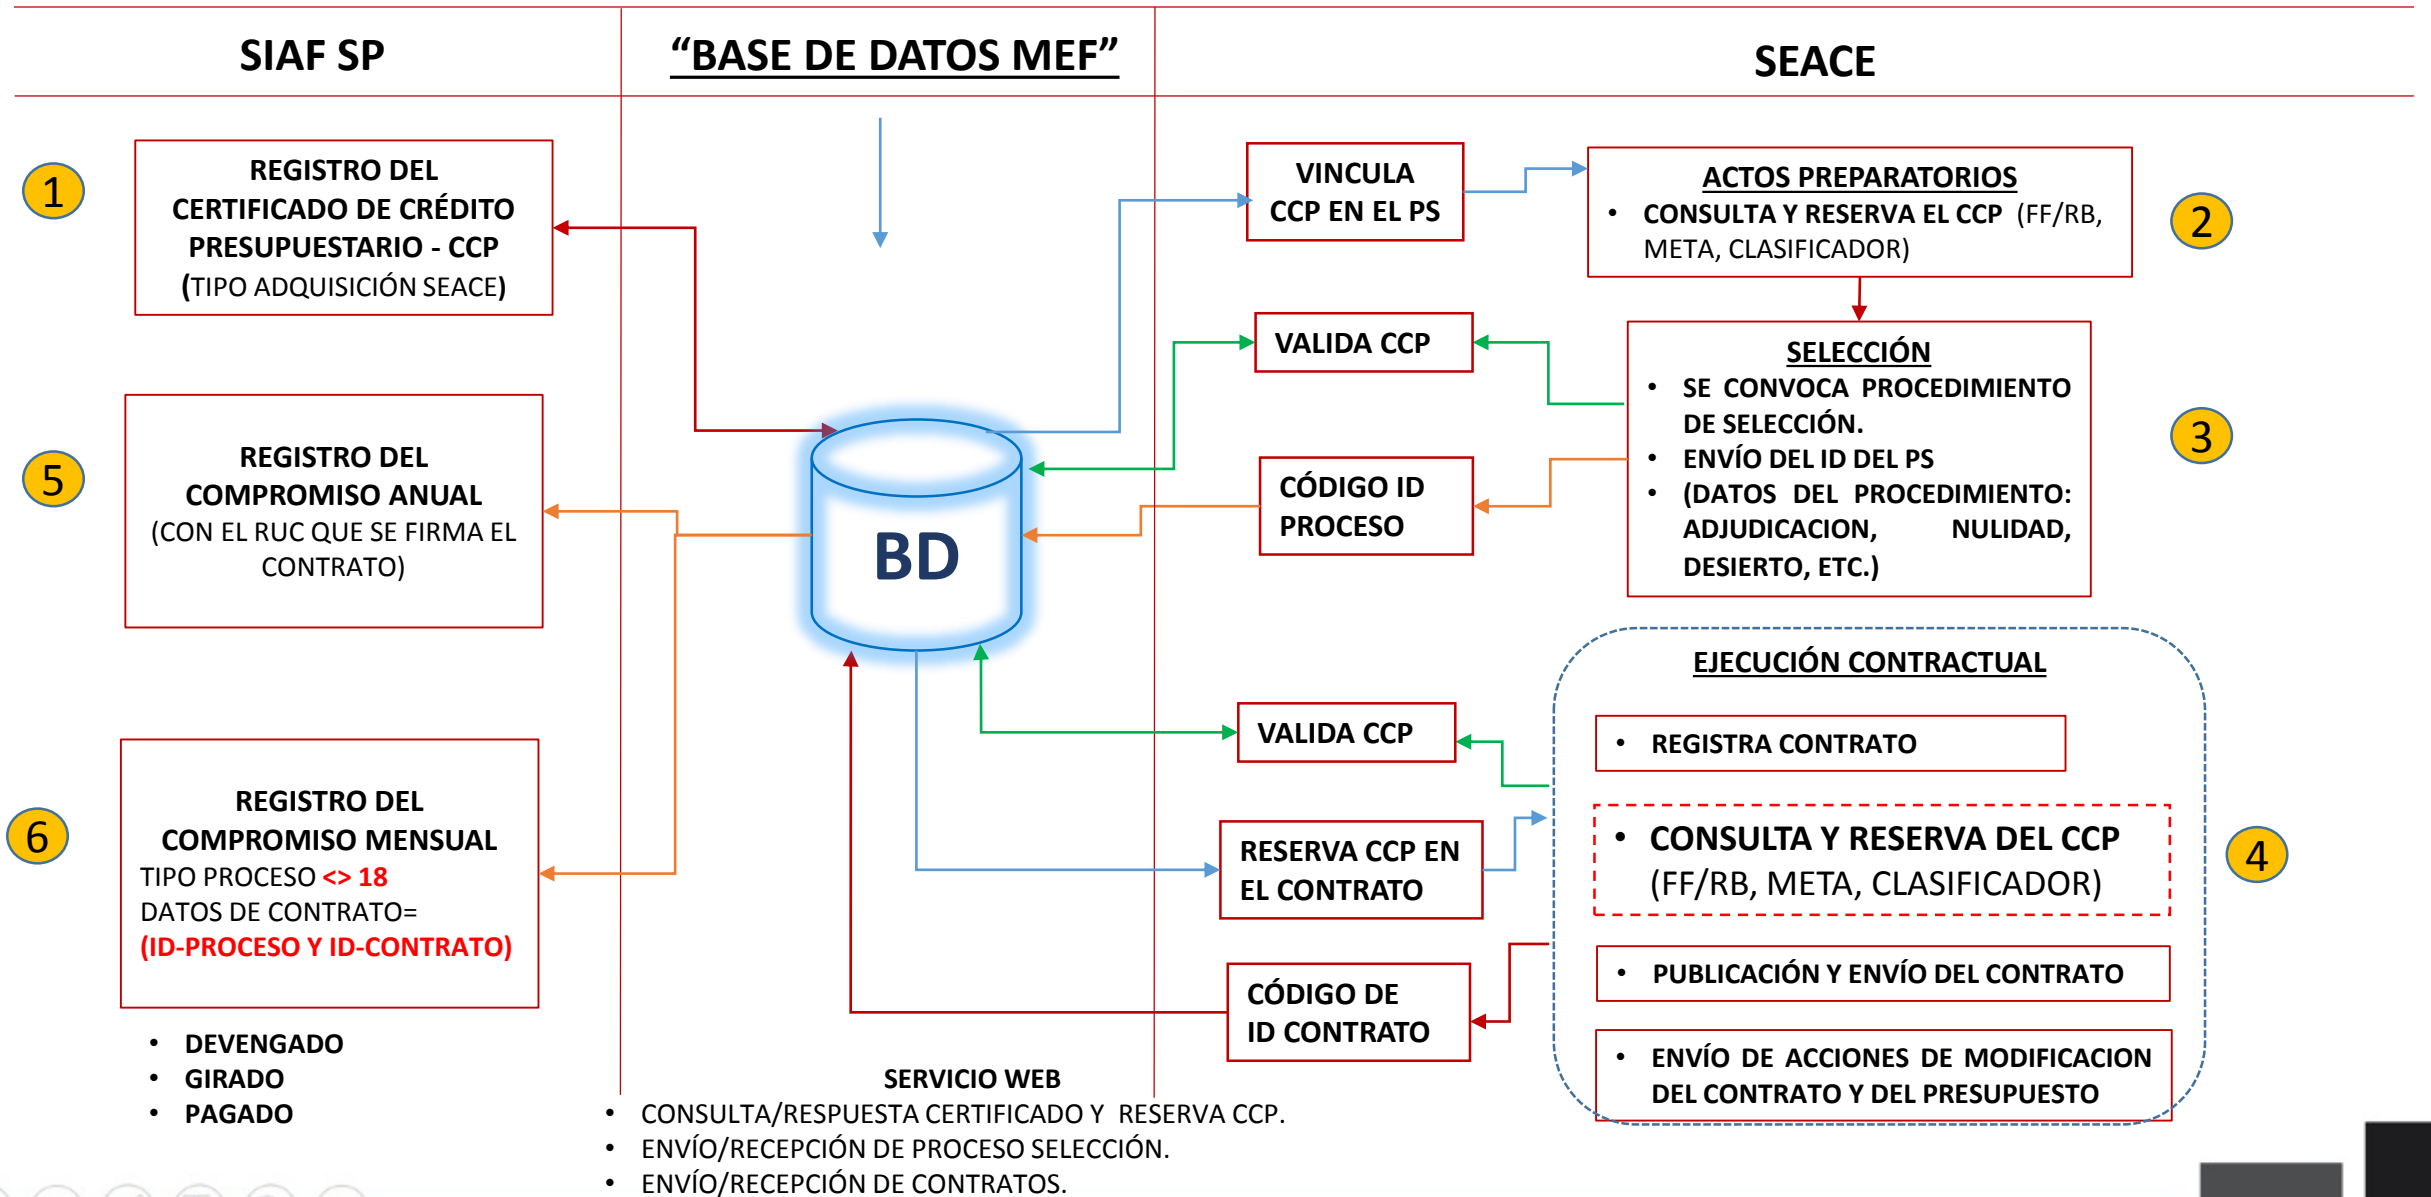 SIAF SP
“BASE DE DATOS MEF”
SEACE
1
REGISTRO DEL
CERTIFICADO DE CRÉDITO
PRESUPUESTARIO - CCP
(TIPO ADQUISICIÓN SEACE)
VINCULA
CCP EN EL PS
ACTOS PREPARATORIOS
• CONSULTA Y RESERVA EL CCP (FF/RB,
META, CLASIFICADOR)
2
VALIDA CCP
SELECCIÓN
• SE CONVOCA PROCEDIMIENTO
DE SELECCIÓN.
• ENVÍO DEL ID DEL PS
• (DATOS DEL PROCEDIMIENTO:
ADJUDICACION, NULIDAD,
DESIERTO, ETC.)
3
5
REGISTRO DEL
COMPROMISO ANUAL
(CON EL RUC QUE SE FIRMA EL
CONTRATO)
BD
CÓDIGO ID
PROCESO
EJECUCIÓN CONTRACTUAL
VALIDA CCP
• REGISTRA CONTRATO
6
REGISTRO DEL
COMPROMISO MENSUAL
TIPO PROCESO <> 18
DATOS DE CONTRATO=
(ID-PROCESO Y ID-CONTRATO)
RESERVA CCP EN
EL CONTRATO
• CONSULTA Y RESERVA DEL CCP
(FF/RB, META, CLASIFICADOR)
4
CÓDIGO DE
ID CONTRATO
• PUBLICACIÓN Y ENVÍO DEL CONTRATO
• ENVÍO DE ACCIONES DE MODIFICACION
DEL CONTRATO Y DEL PRESUPUESTO
• DEVENGADO
• GIRADO
• PAGADO
SERVICIO WEB
• CONSULTA/RESPUESTA CERTIFICADO Y RESERVA CCP.
• ENVÍO/RECEPCIÓN DE PROCESO SELECCIÓN.
• ENVÍO/RECEPCIÓN DE CONTRATOS.